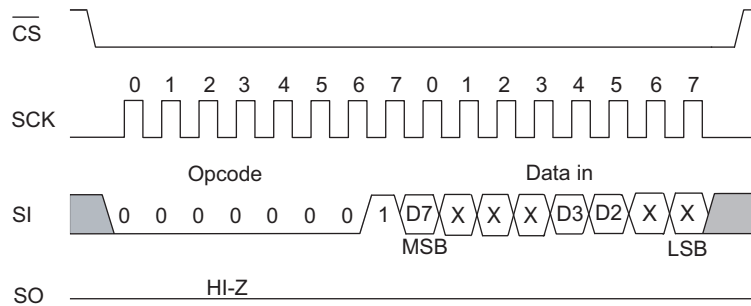 CS
0 1 2 3 4 5 6 7 0 1 2 3 4 5 6 7
SCK
Opcode Data in
SI 0 0 0 0 0 0 0 1 D7 X X X D3 D2 X X
MSB LSB
HI-Z
SO